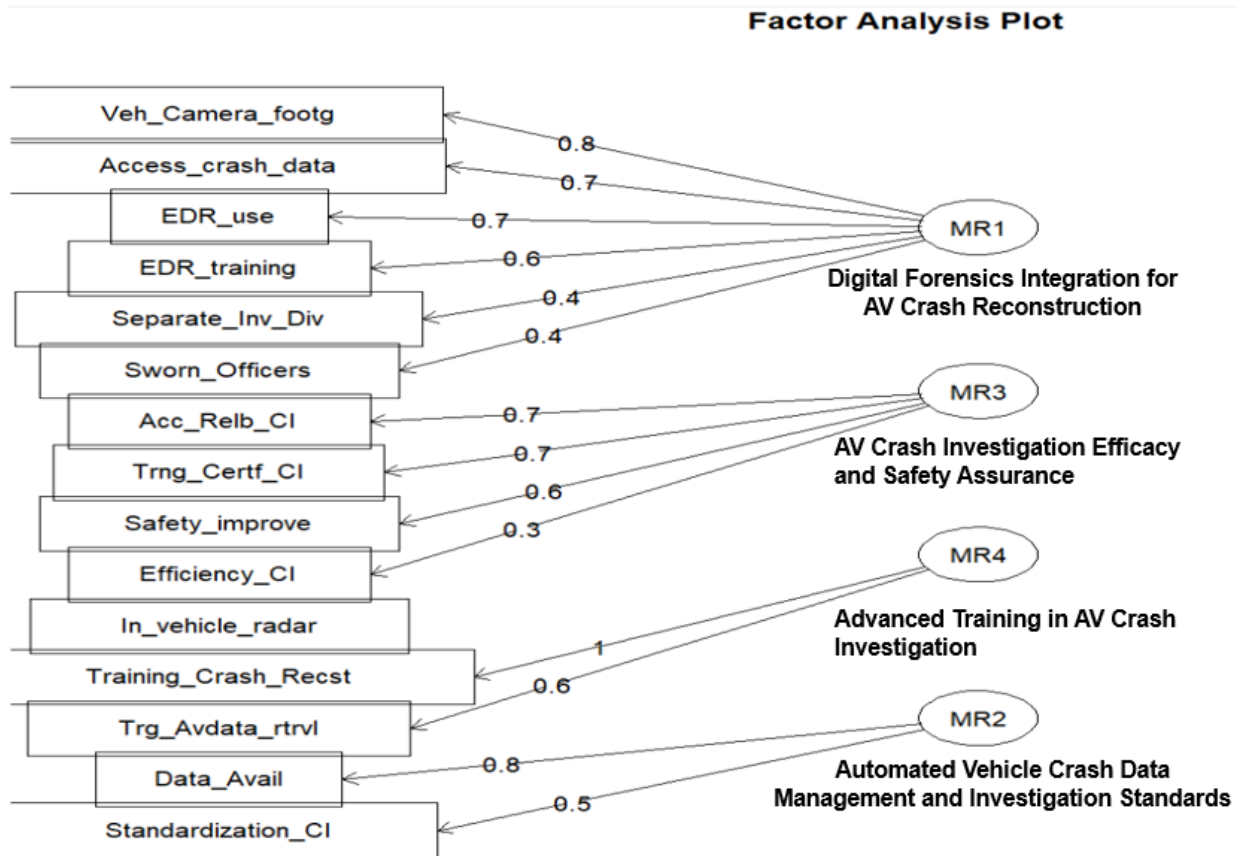 Factor Analysis Plot
Veh_Camera_footg
0.8
Access_crash_data
0.7
EDR_use
0.7
MR1
EDR_training
0.6
Digital Forensics Integration for
AV Crash Reconstruction
Separate_Inv_Div
0.4
Sworn_Officers
0.4
Acc_Relb_CI
0.7
MR3
Trng_Certf_CI
0.7
AV Crash Investigation Efficacy
and Safety Assurance
Safety_improve
0.6
Efficiency_CI
0.3
MR4
In_vehicle_radar
Advanced Training in AV Crash
Investigation
Training_Crash_Recst
1
Trg_Avdata_rtrvl
0.6
MR2
Data_Avail
0.8
Automated Vehicle Crash Data
Management and Investigation Standards
Standardization_CI
0.5